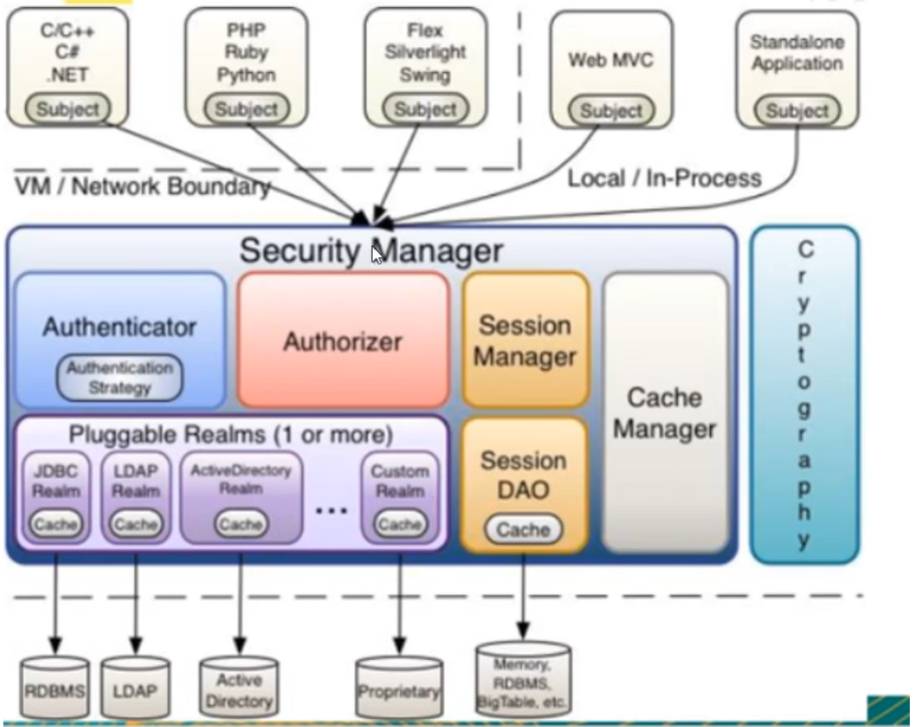 C/C++
C#
.NET
Subject
PHP
Ruby
Python
Subject
Flex
Silverlight
Swing
Subject
Web MVC
Subject
Standalone
Application
Subject
VM / Network Boundary
Local / In-Process
Security Manager
Authenticator
Authentication
Strategy
Authorizer
Session
Manager
Cache
Manager
Cryptography
Pluggable Realms (1 or more)
JDBC
Realm
Cache
LDAP
Realm
Cache
ActiveDirectory
Realm
Cache
...
Custom
Realm
Cache
Session
DAO
Cache
RDBMS
LDAP
Active
Directory
Proprietary
Memory,
RDBMS,
BigTable, etc.